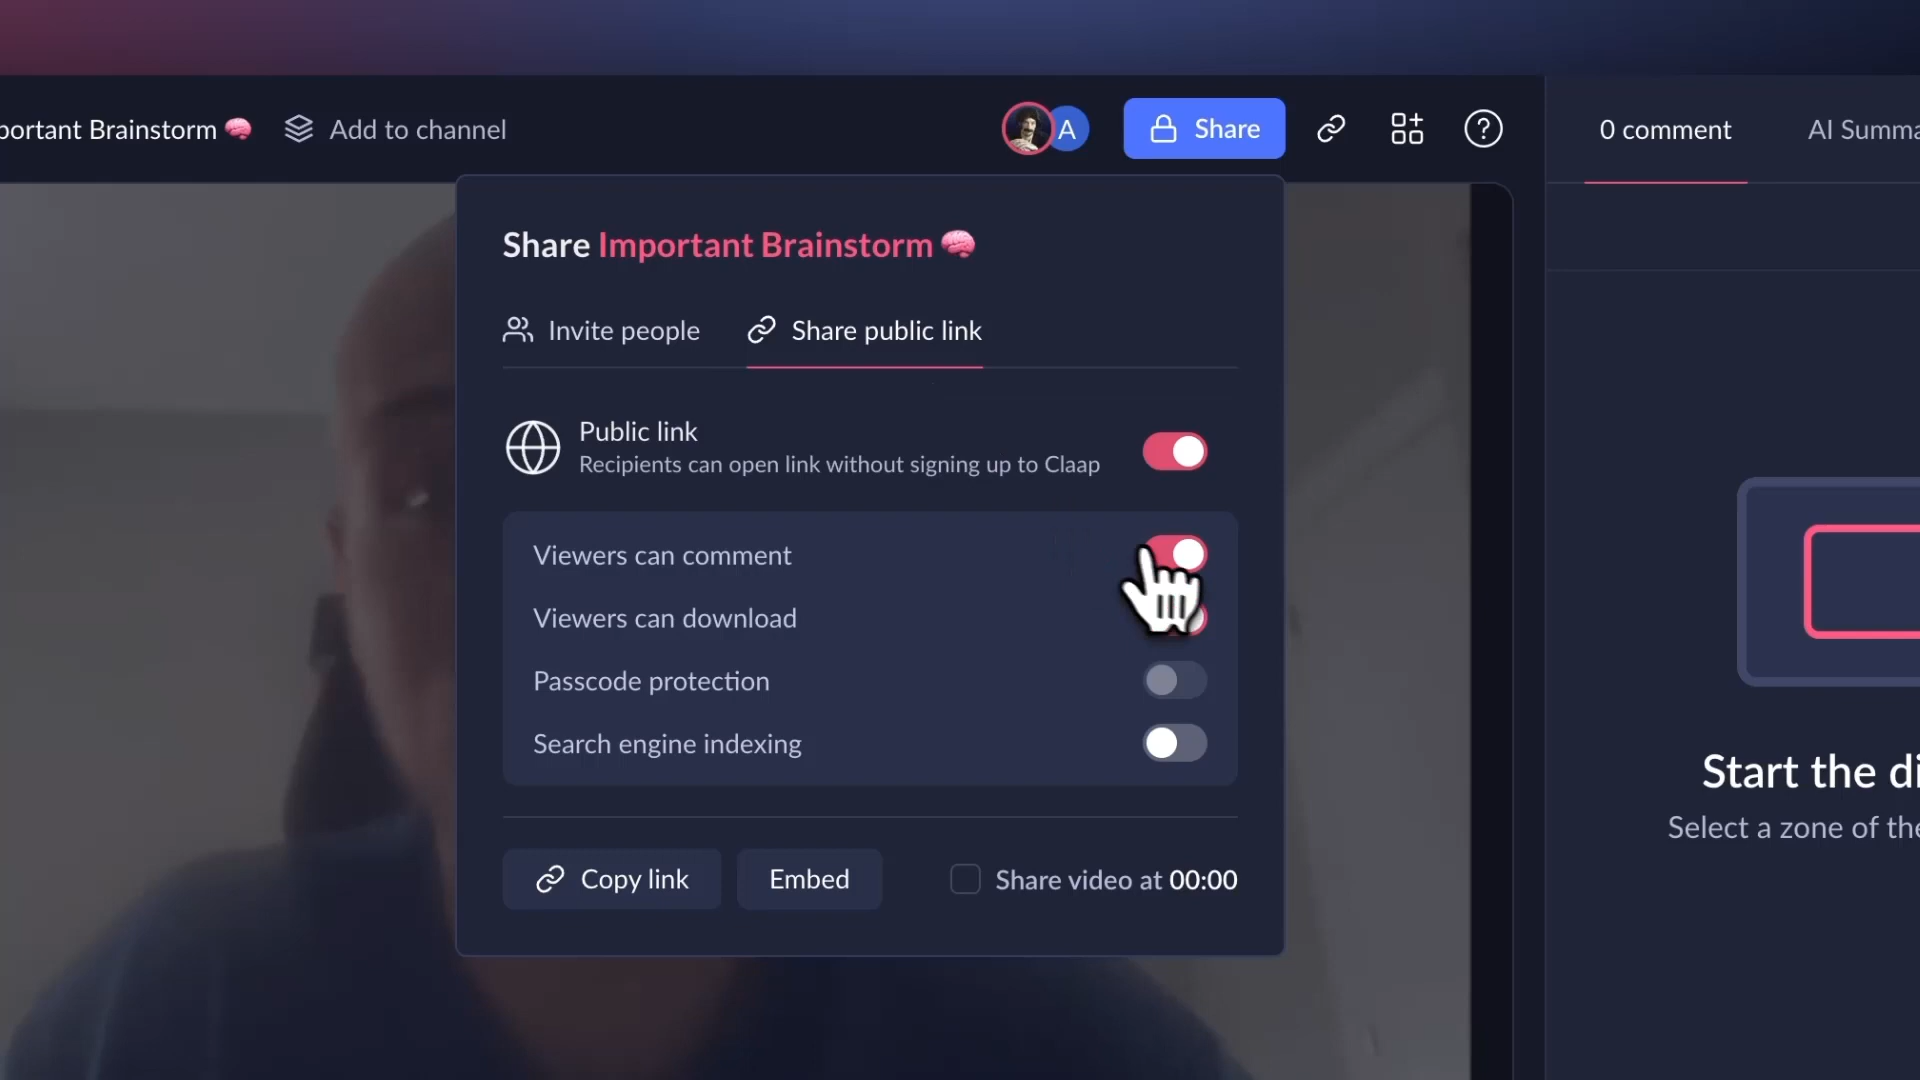 portant Brainstorm 🧠
Add to channel
A
Share
?
0 comment
AI Summa
Share Important Brainstorm 🧠
Invite people
Share public link
Public link
Recipients can open link without signing up to Claap
Viewers can comment
Viewers can download
Passcode protection
Search engine indexing
Copy link
Embed
Share video at 00:00
Start the di
Select a zone of the